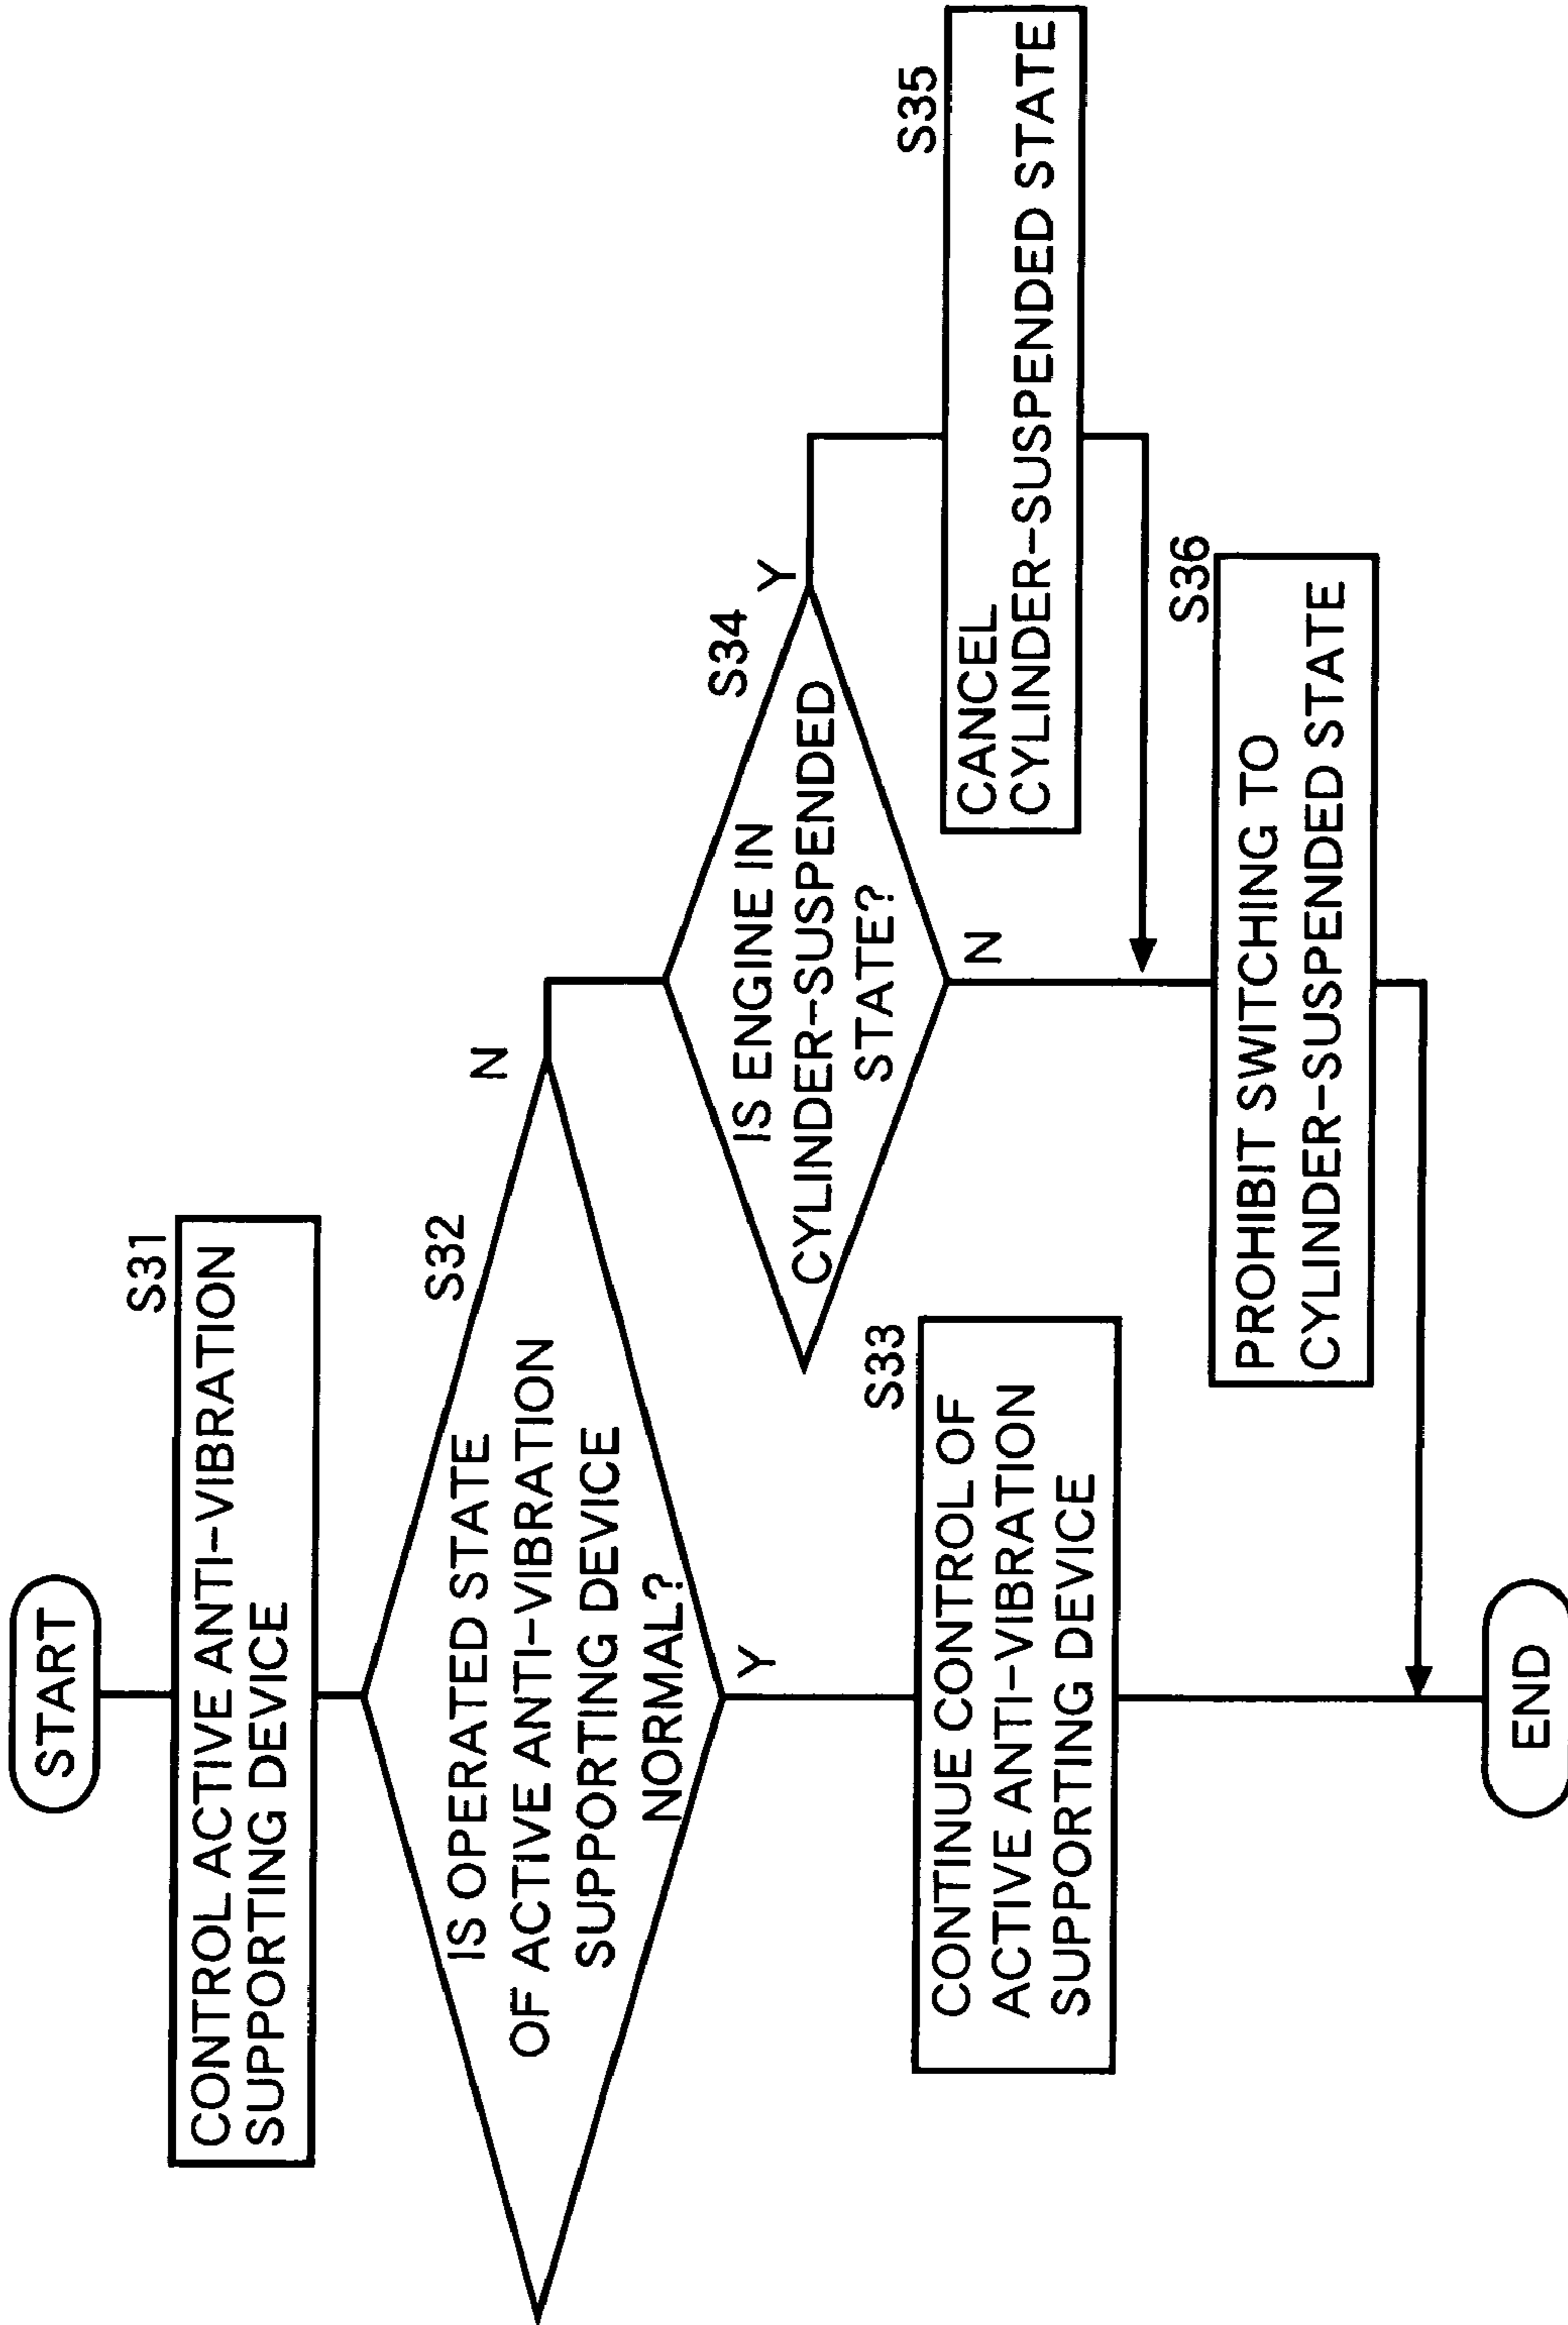 START
S31
CONTROL ACTIVE ANTI-VIBRATION
SUPPORTING DEVICE
S32
IS OPERATED STATE
OF ACTIVE ANTI-VIBRATION
SUPPORTING DEVICE
NORMAL?
N
Y
S33
CONTINUE CONTROL OF
ACTIVE ANTI-VIBRATION
SUPPORTING DEVICE
S34
IS ENGINE IN
CYLINDER-SUSPENDED
STATE?
Y
N
S35
CANCEL
CYLINDER-SUSPENDED STATE
S36
PROHIBIT SWITCHING TO
CYLINDER-SUSPENDED STATE
END